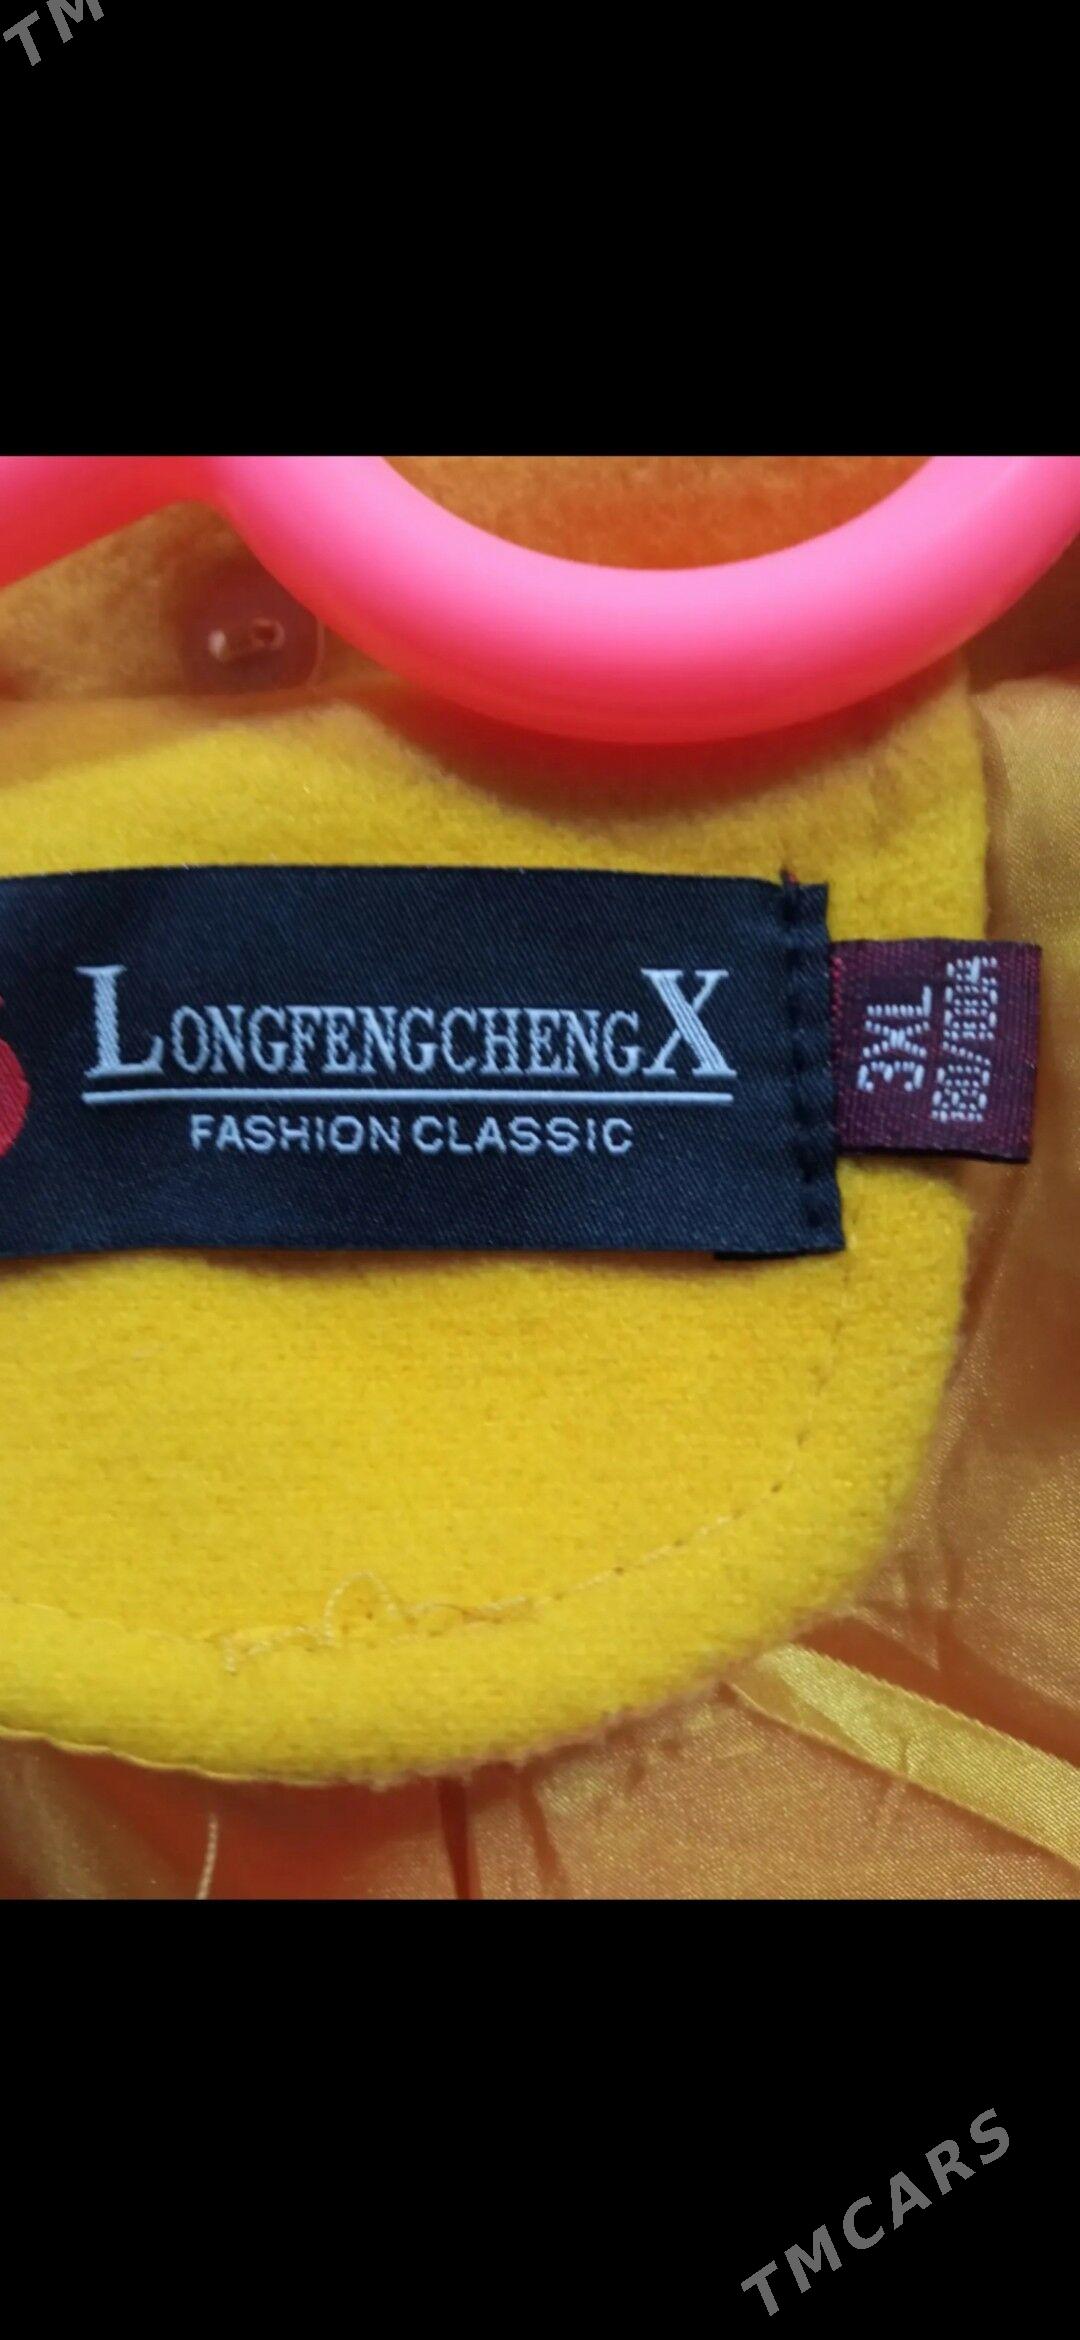 TM
LONGFENGCHENGX
FASHION CLASSIC
3XL
TMCARS